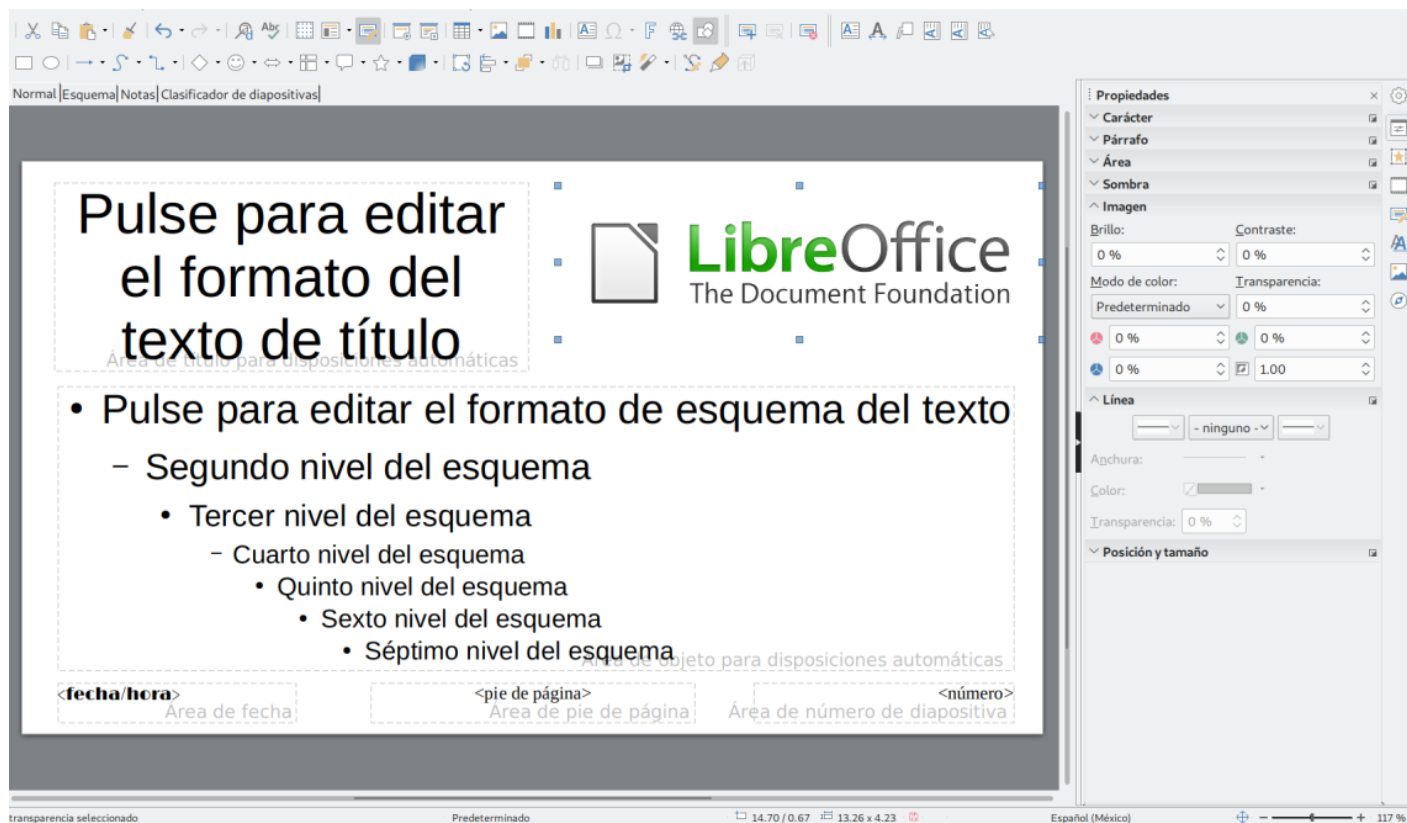 Normal Esquema Notas Clasificador de diapositivas
Pulse para editar
el formato del
texto de título
Área de título para disposiciones automáticas
LibreOffice
The Document Foundation
• Pulse para editar el formato de esquema del texto
– Segundo nivel del esquema
• Tercer nivel del esquema
– Cuarto nivel del esquema
• Quinto nivel del esquema
• Sexto nivel del esquema
• Séptimo nivel del esquema
Área de objeto para disposiciones automáticas
<fecha/hora>
Área de fecha
<pie de página>
Área de pie de página
<número>
Área de número de diapositiva
Propiedades
Carácter
Párrafo
Área
Sombra
Imagen
Brillo: Contraste:
0 % 0 %
Modo de color: Transparencia:
Predeterminado 0 %
0 % 0 %
0 % 1.00
Línea
- ninguno -
Anchura:
Color:
Transparencia: 0 %
Posición y tamaño
transparencia seleccionado Predeterminado 14.70 / 0.67 13.26 x 4.23 Español (México) 117 %